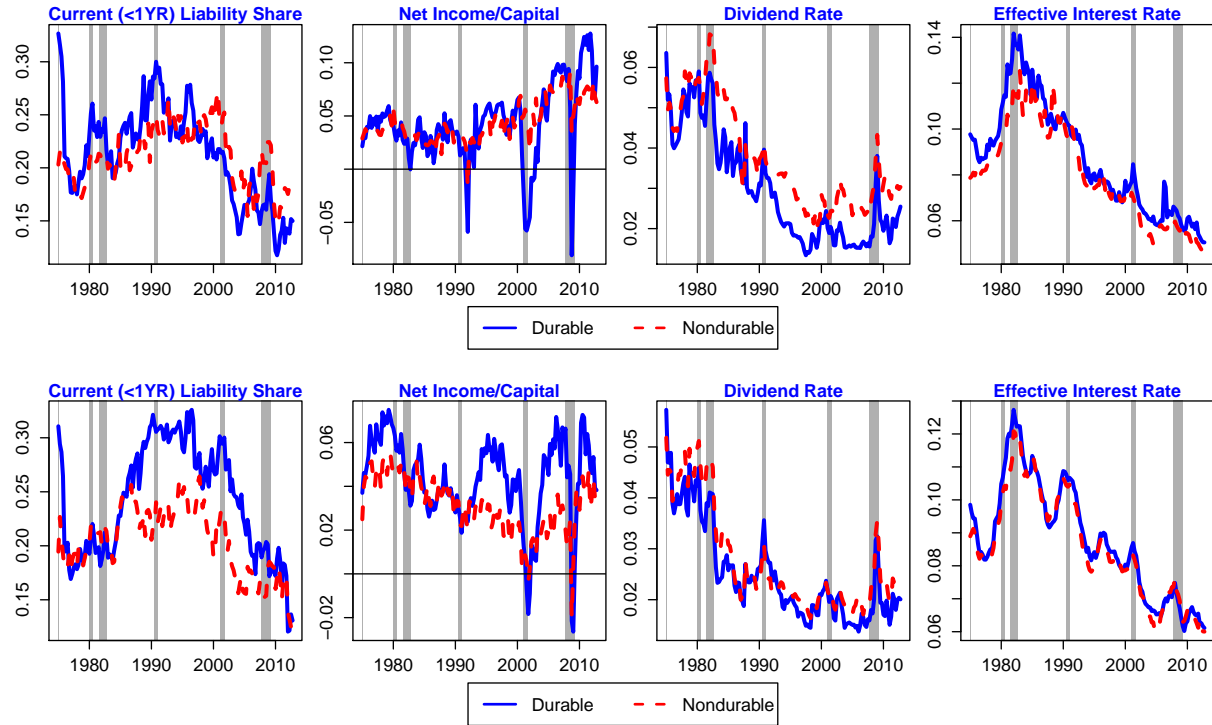 Current (<1YR) Liability Share
0.30
0.25
0.20
0.15
1980 1990 2000 2010
Net Income/Capital
0.10
0.05
−0.05
1980 1990 2000 2010
Dividend Rate
0.06
0.04
0.02
1980 1990 2000 2010
Effective Interest Rate
0.14
0.10
0.06
1980 1990 2000 2010
Durable Nondurable
Current (<1YR) Liability Share
0.30
0.25
0.20
0.15
1980 1990 2000 2010
Net Income/Capital
0.06
0.02
−0.02
1980 1990 2000 2010
Dividend Rate
0.05
0.04
0.03
0.02
1980 1990 2000 2010
Effective Interest Rate
0.12
0.10
0.08
0.06
1980 1990 2000 2010
Durable Nondurable